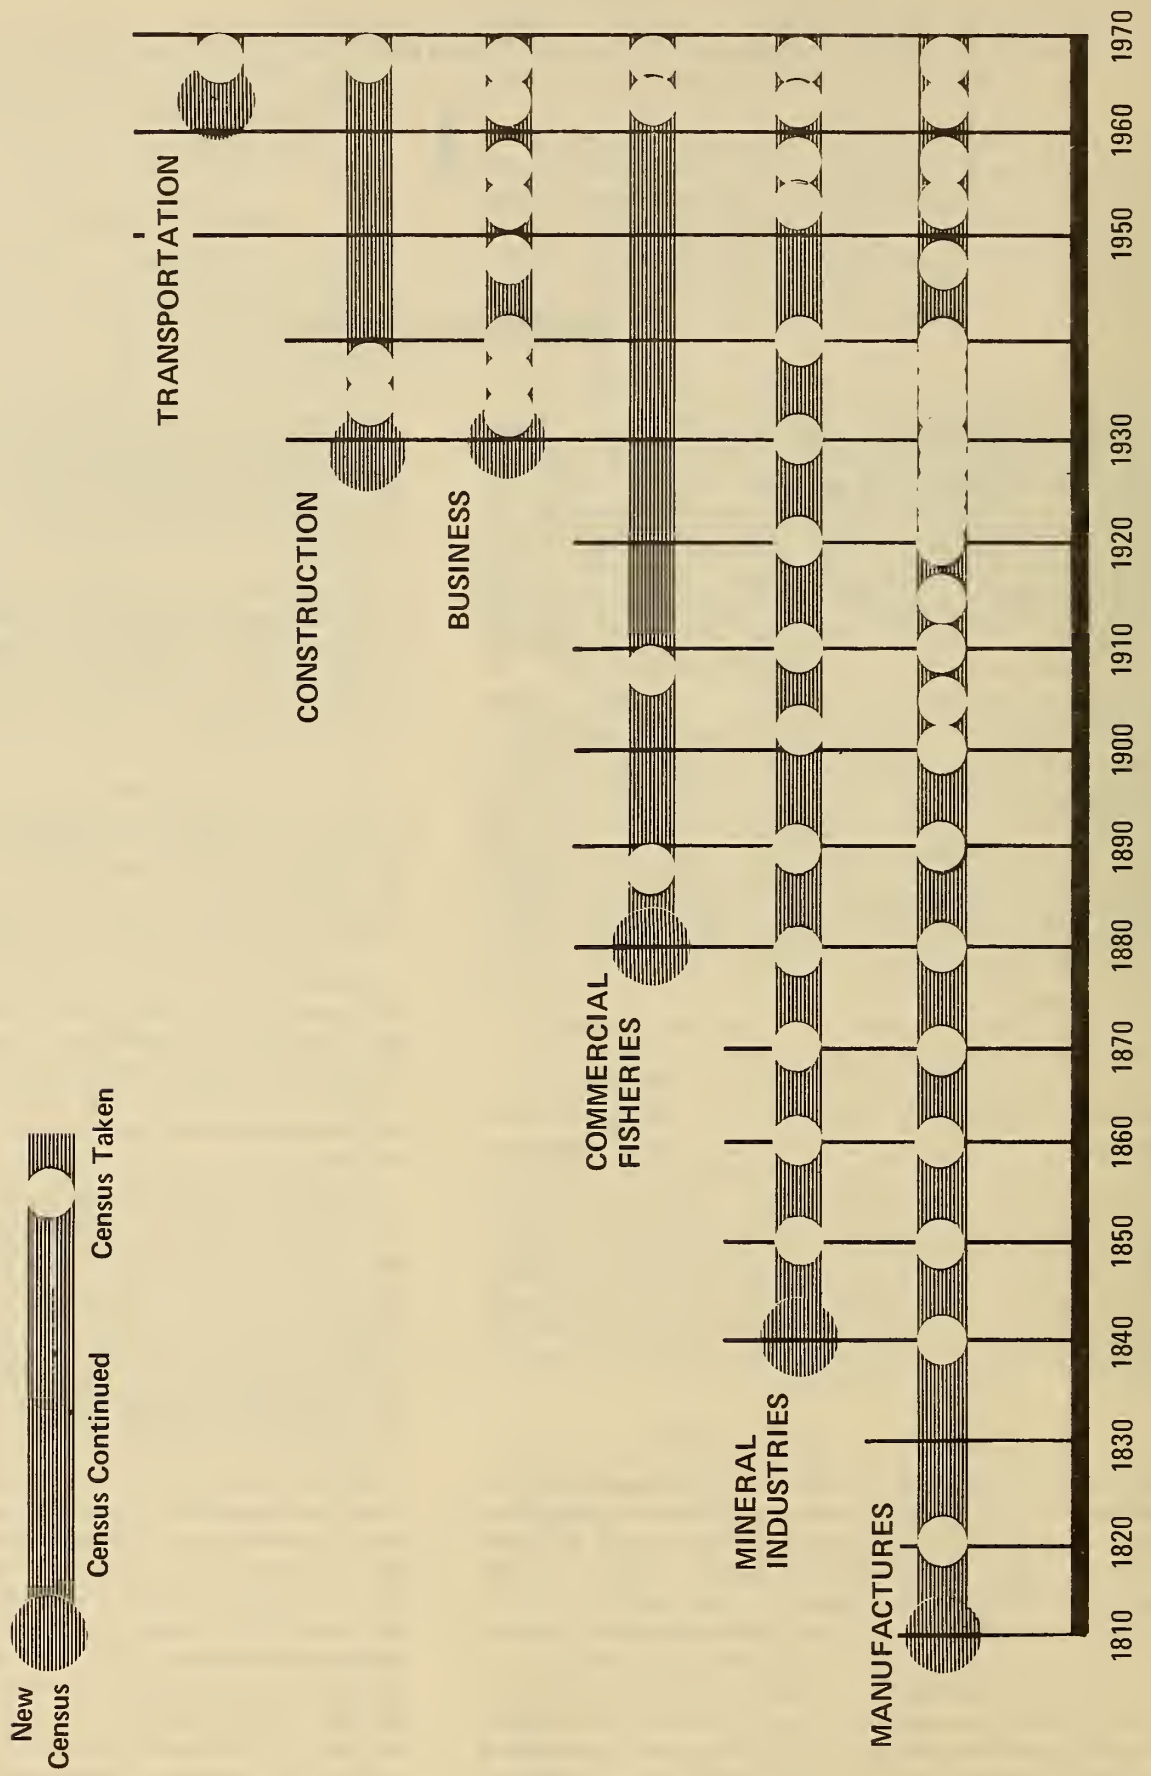 New
Census
Census Continued
Census Taken
TRANSPORTATION
CONSTRUCTION
BUSINESS
COMMERCIAL
FISHERIES
MINERAL
INDUSTRIES
MANUFACTURES
1810 1820 1830 1840 1850 1860 1870 1880 1890 1900 1910 1920 1930 1950 1960 1970